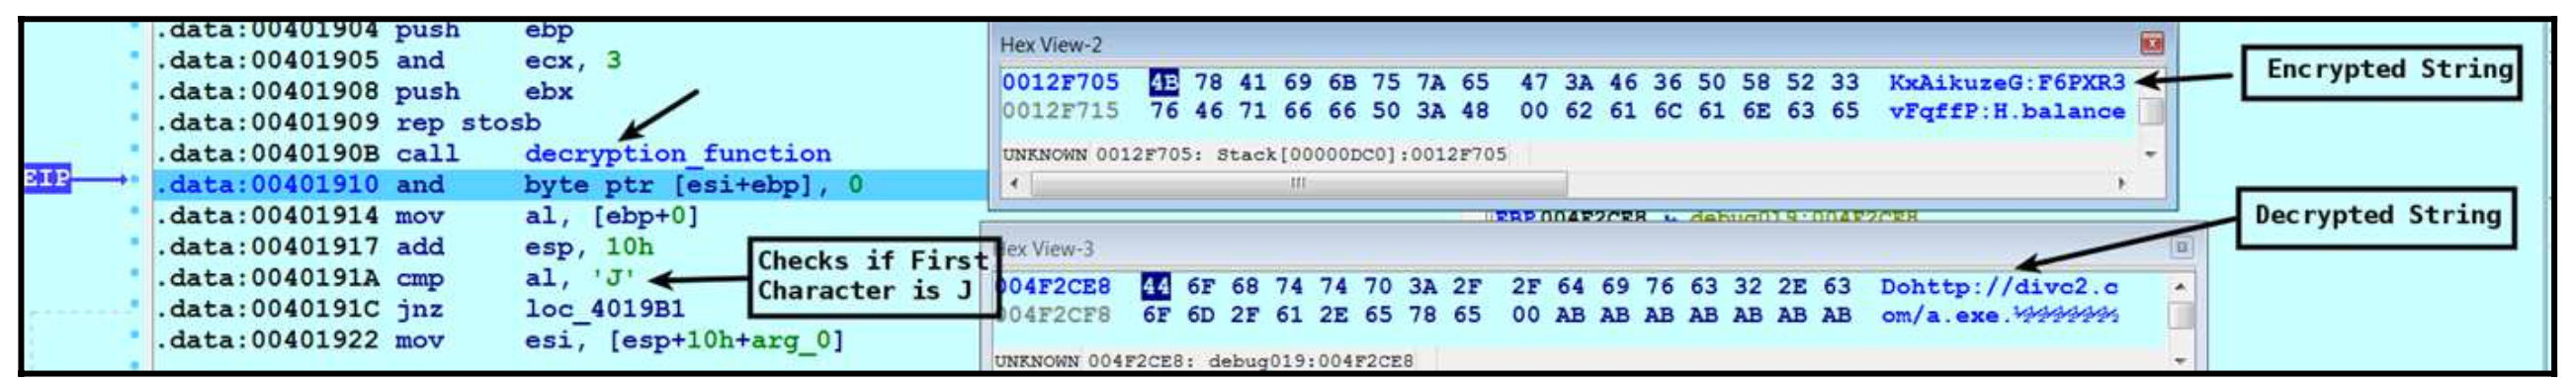 .data:00401904 push ebp
.data:00401905 and ecx, 3
.data:00401908 push ebx
.data:00401909 rep stosb
.data:0040190B call decryption_function
EIP
.data:00401910 and byte ptr [esi+ebp], 0
.data:00401914 mov al, [ebp+0]
.data:00401917 add esp, 10h
.data:0040191A cmp al, 'J'
.data:0040191C jnz loc_4019B1
.data:00401922 mov esi, [esp+10h+arg_0]
Checks if First
Character is J
Hex View-2
0012F705 4B 78 41 69 6B 75 7A 65 47 3A 46 36 50 58 52 33 KxAikuzeG:F6PXR3
0012F715 76 46 71 66 66 50 3A 48 00 62 61 6C 61 6E 63 65 vFqffP:H.balance
UNKNOWN 0012F705: Stack[00000DC0]:0012F705
Encrypted String
EBP 004F2CE8 debug019:004F2CE8
Hex View-3
004F2CE8 44 6F 68 74 74 70 3A 2F 2F 64 69 76 63 32 2E 63 Dohttp://divc2.c
004F2CF8 6F 6D 2F 61 2E 65 78 65 00 AB AB AB AB AB AB AB om/a.exe.½½½½½½½
UNKNOWN 004F2CE8: debug019:004F2CE8
Decrypted String